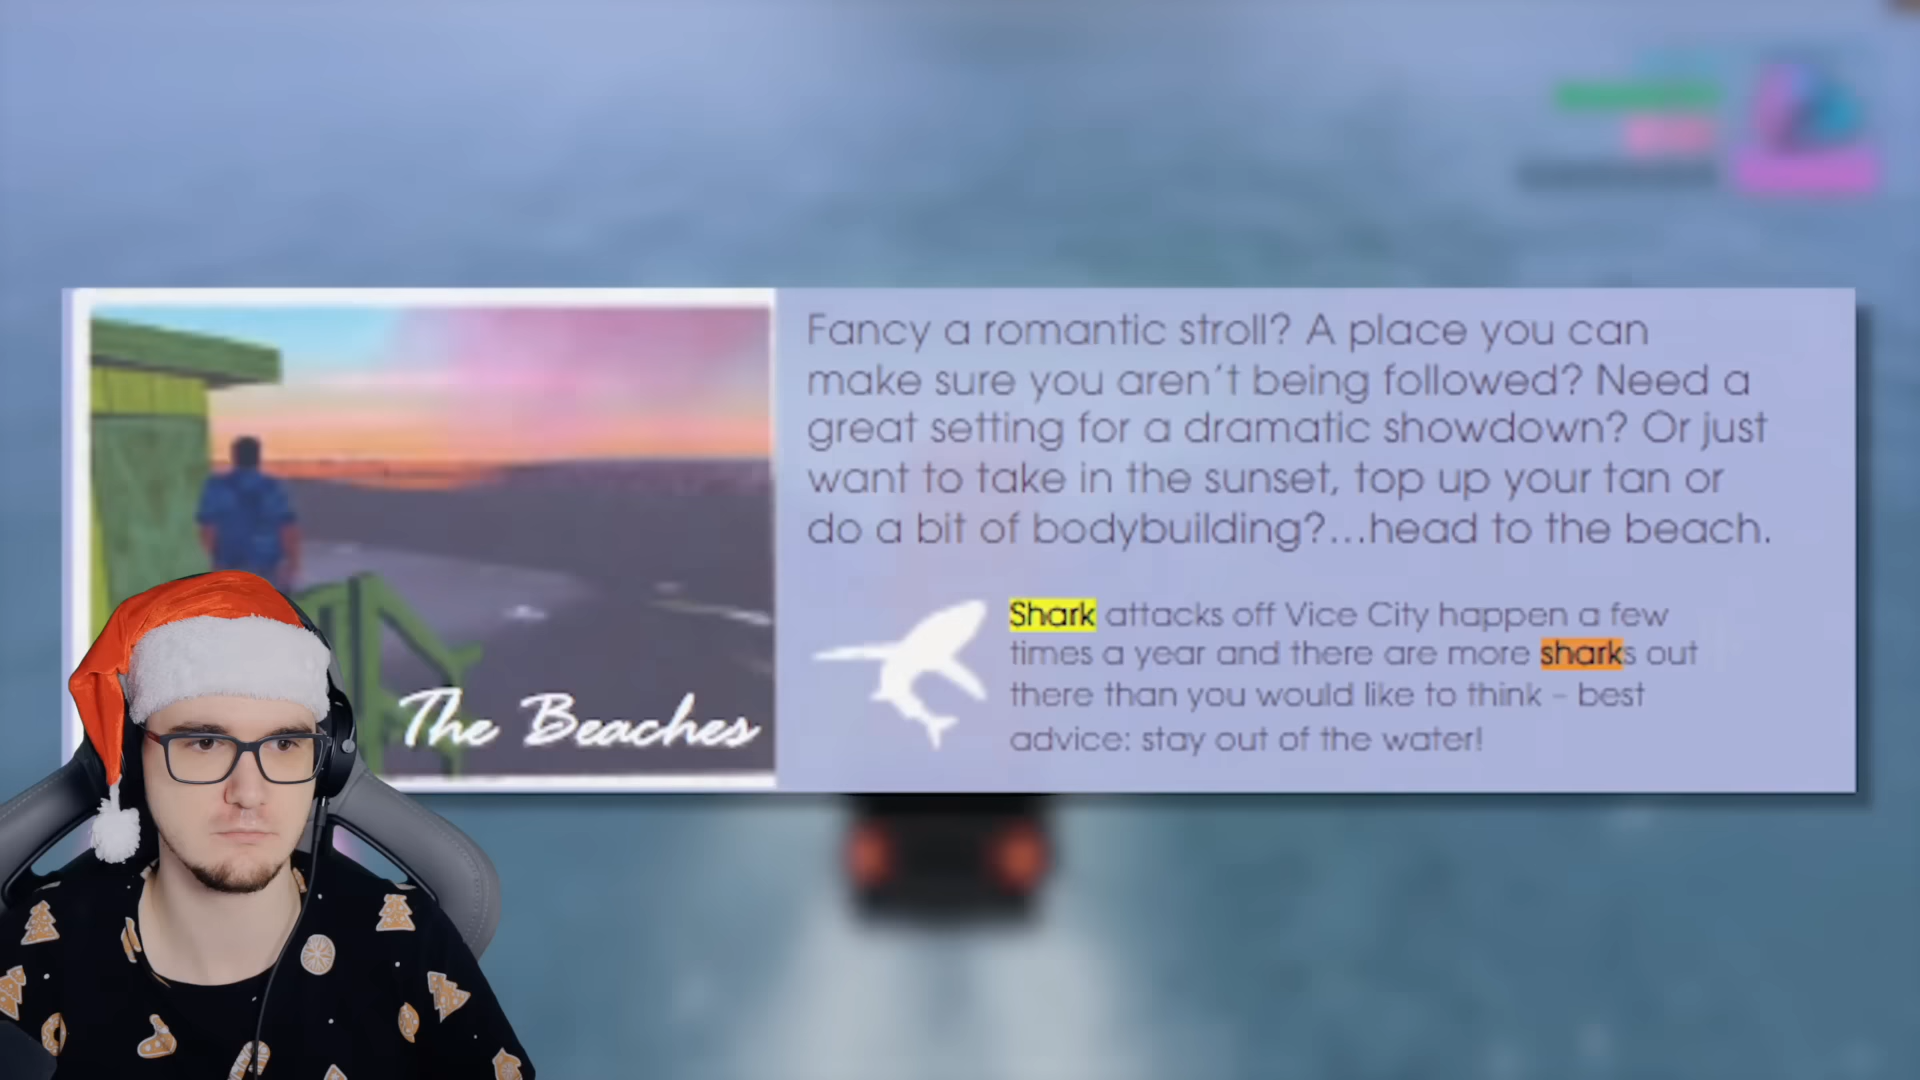 The Beaches
Fancy a romantic stroll? A place you can
make sure you aren't being followed? Need a
great setting for a dramatic showdown? Or just
want to take in the sunset, top up your tan or
do a bit of bodybuilding?...head to the beach.
Shark attacks off Vice City happen a few
times a year and there are more sharks out
there than you would like to think – best
advice: stay out of the water!